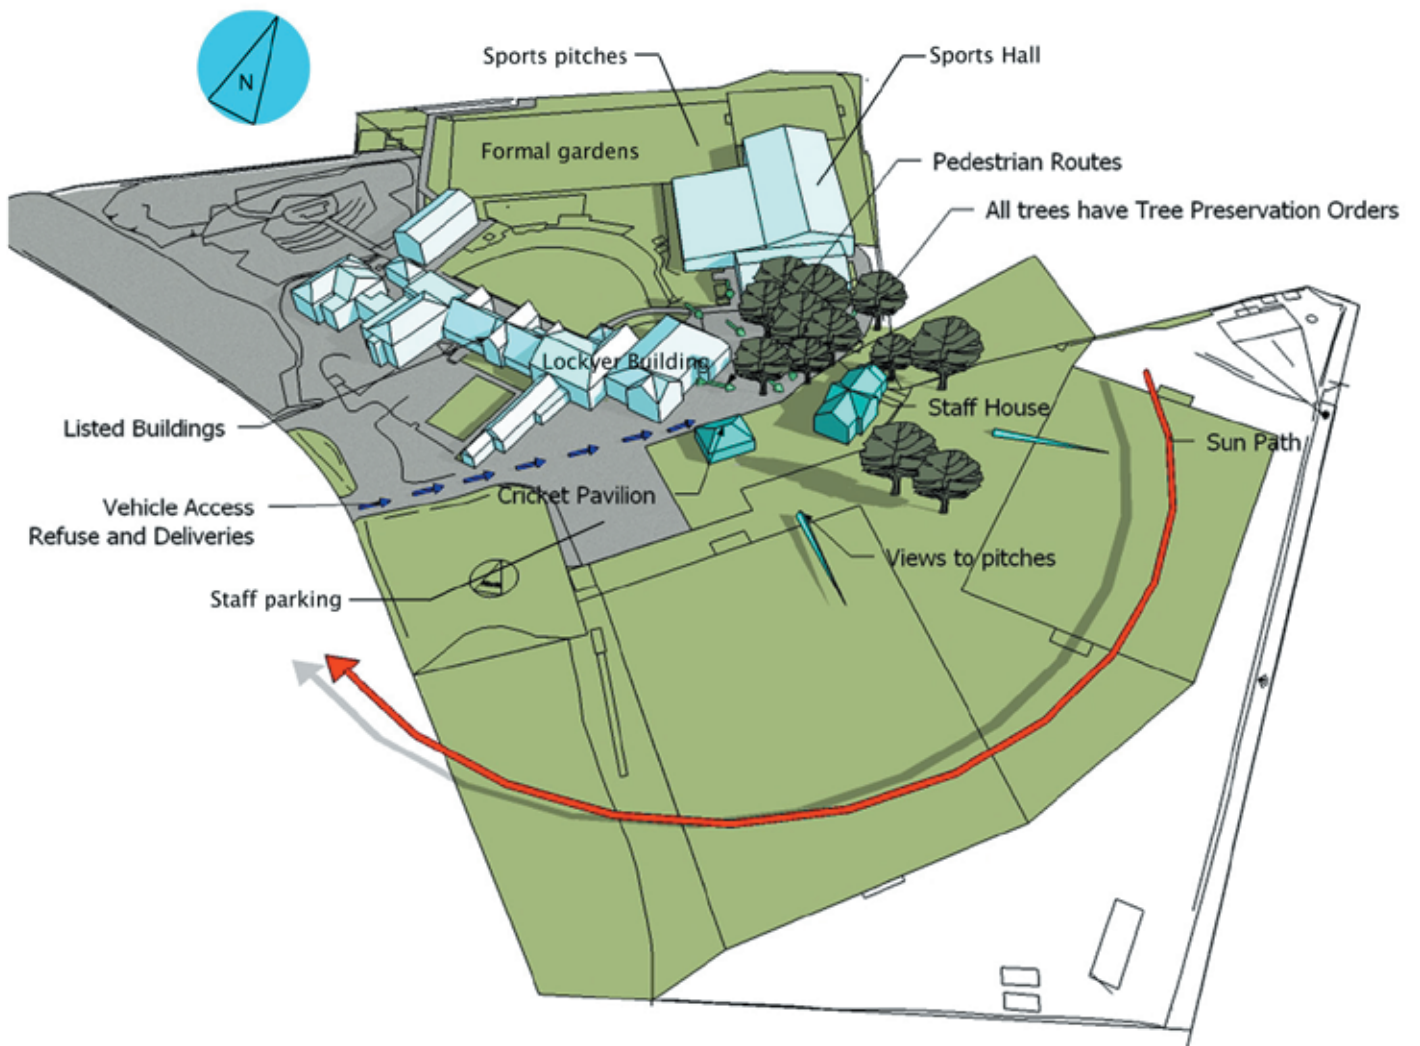 N
Sports pitches
Sports Hall
Formal gardens
Pedestrian Routes
All trees have Tree Preservation Orders
Lockyer Building
Listed Buildings
Staff House
Sun Path
Cricket Pavilion
Vehicle Access
Refuse and Deliveries
Views to pitches
Staff parking